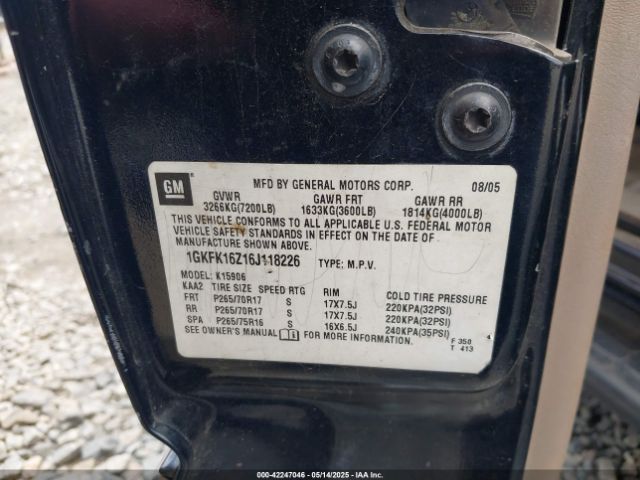 GM
MFD BY GENERAL MOTORS CORP. 08/05
GVWR GAWR FRT GAWR RR
3266KG(7200LB) 1633KG(3600LB) 1814KG(4000LB)
THIS VEHICLE CONFORMS TO ALL APPLICABLE U.S. FEDERAL MOTOR
VEHICLE SAFETY STANDARDS IN EFFECT ON THE DATE OF
MANUFACTURE SHOWN ABOVE.
1GKFK16Z16J118226 TYPE: M.P.V.
MODEL: K15906
KAA2 TIRE SIZE SPEED RTG RIM COLD TIRE PRESSURE
FRT P265/70R17 S 17X7.5J 220KPA(32PSI)
RR P265/70R17 S 17X7.5J 220KPA(32PSI)
SPA P265/75R16 S 16X6.5J 240KPA(35PSI)
SEE OWNER'S MANUAL FOR MORE INFORMATION.
F 350
T 413
000-42247046 - 05/14/2025 - IAA Inc.